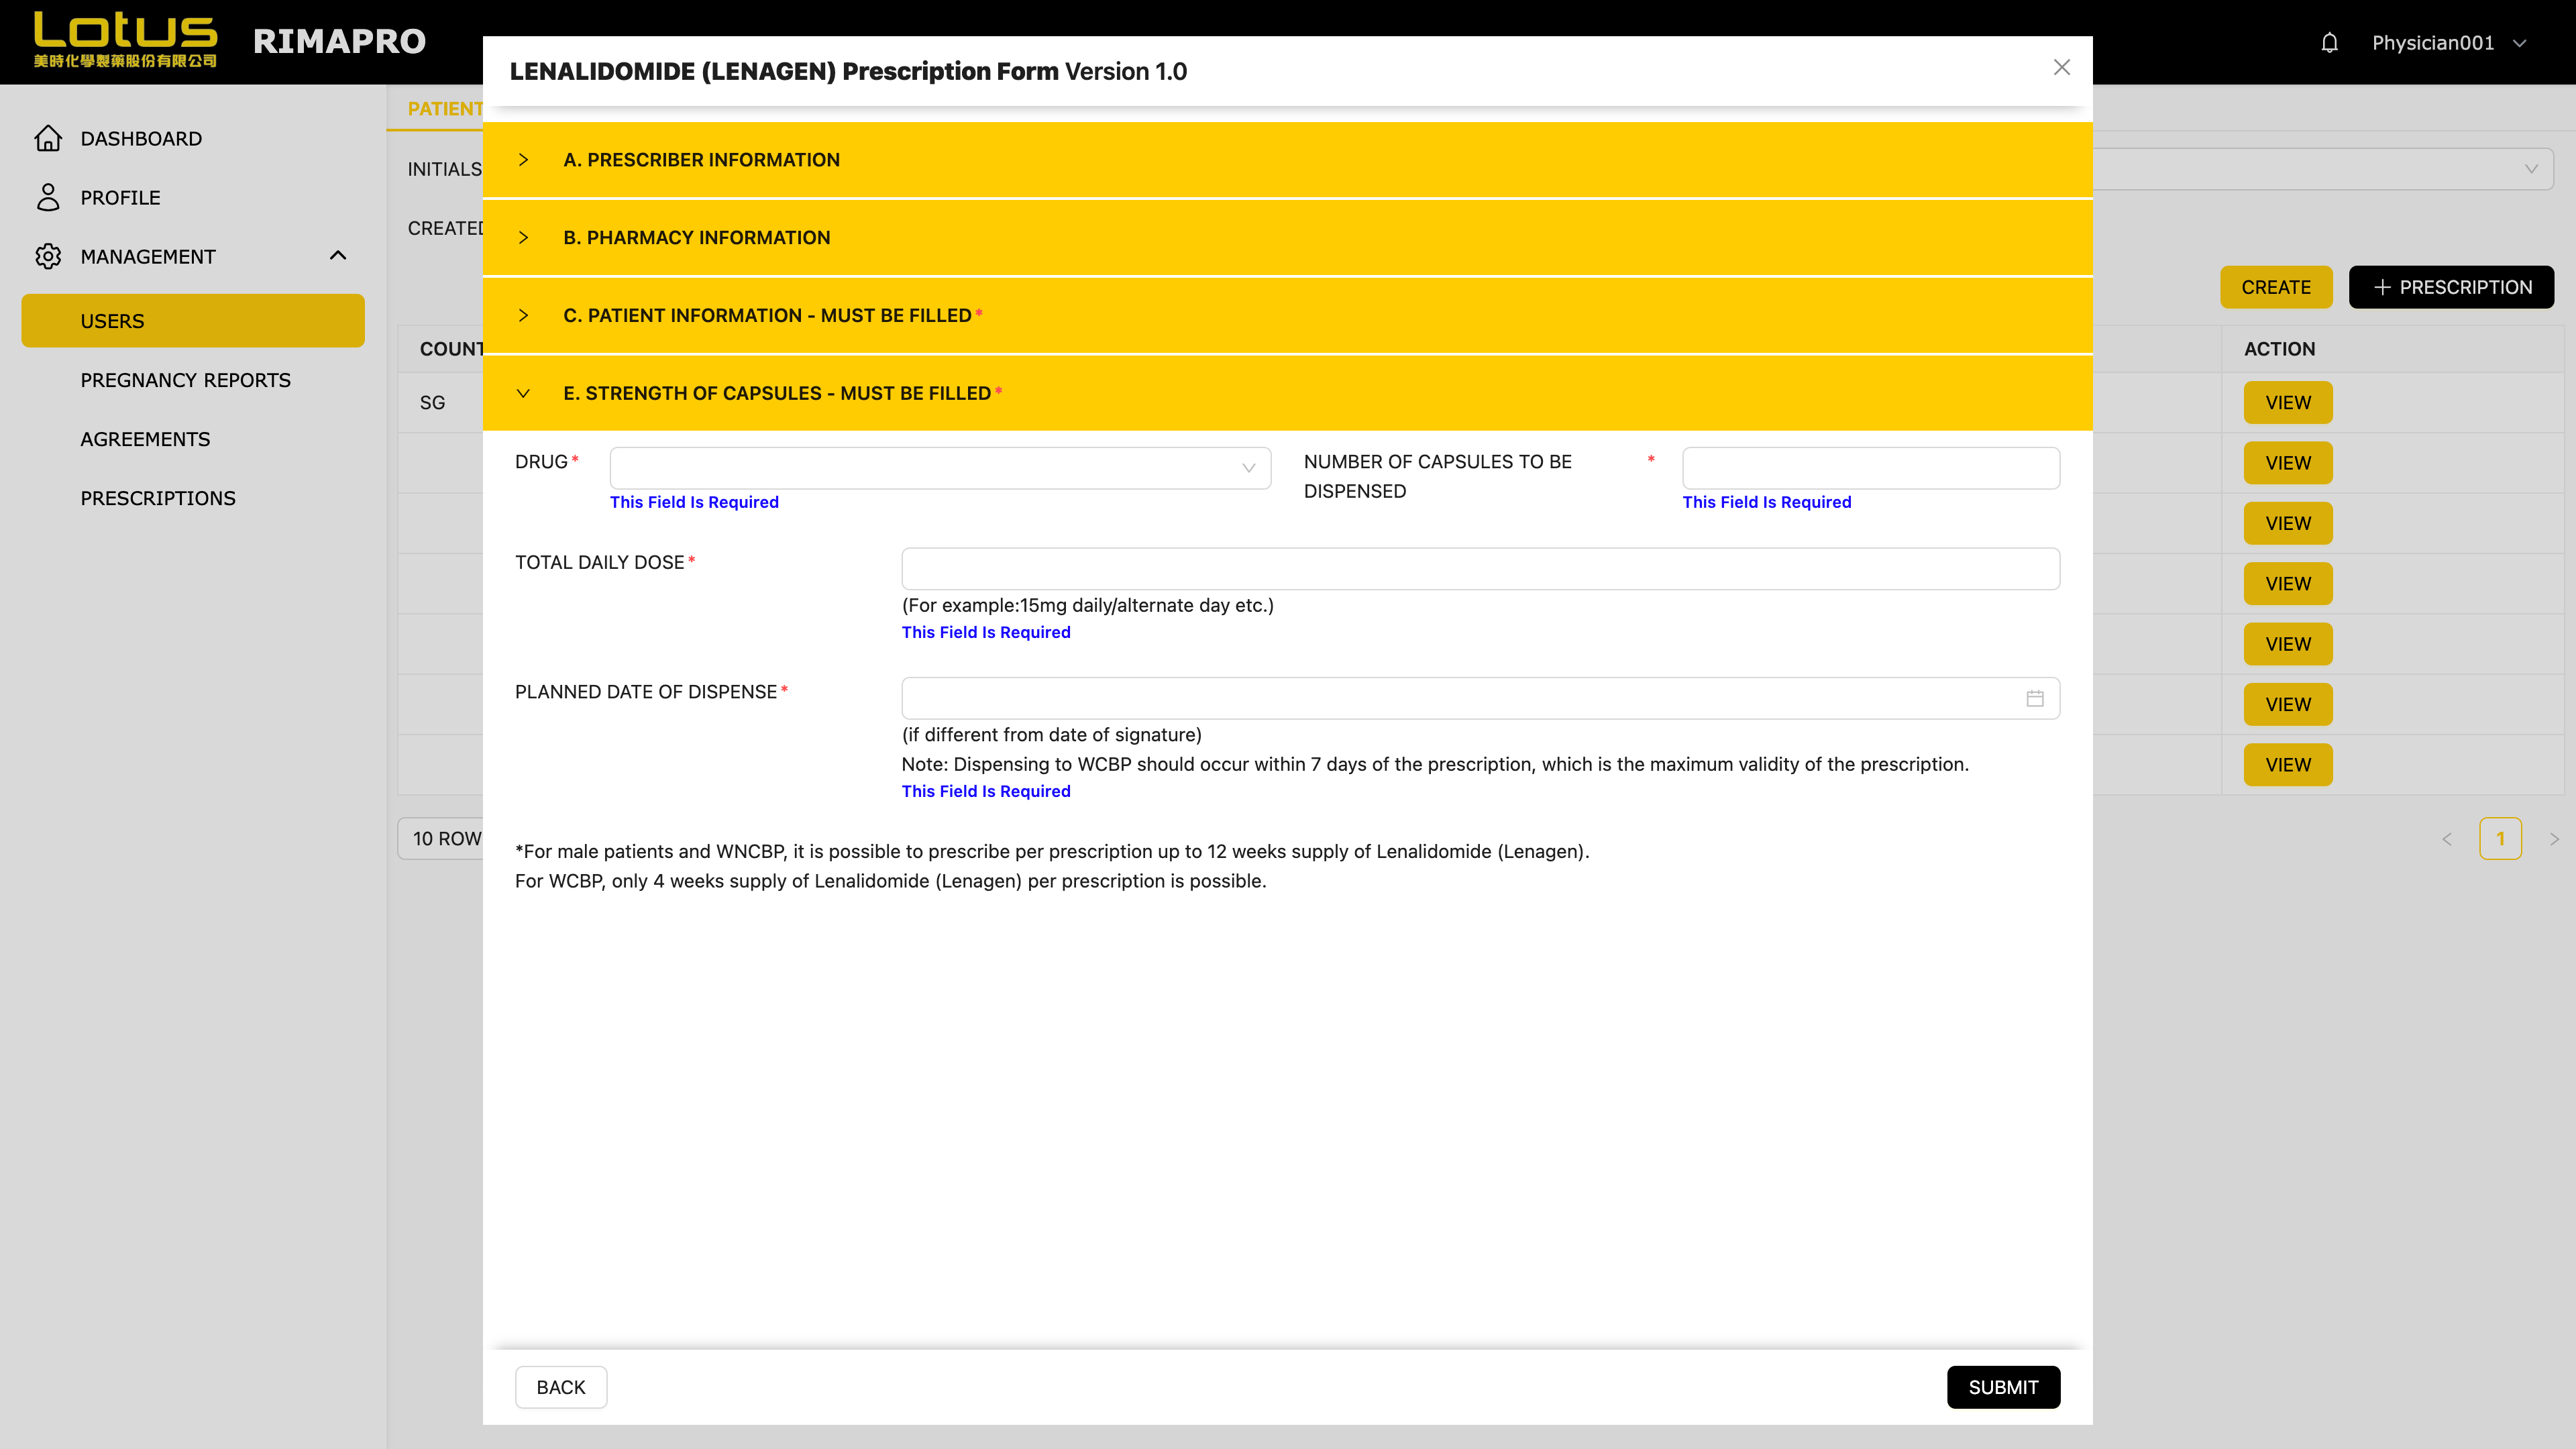 Lotus
美時化學製藥股份有限公司
RIMAPRO
Physician001
DASHBOARD
PROFILE
MANAGEMENT
USERS
PREGNANCY REPORTS
AGREEMENTS
PRESCRIPTIONS
PATIENT
INITIALS
CREATED
CREATE
+ PRESCRIPTION
COUNT
ACTION
SG
VIEW
VIEW
VIEW
VIEW
VIEW
VIEW
VIEW
10 ROW
1
LENALIDOMIDE (LENAGEN) Prescription Form Version 1.0
A. PRESCRIBER INFORMATION
B. PHARMACY INFORMATION
C. PATIENT INFORMATION - MUST BE FILLED*
E. STRENGTH OF CAPSULES - MUST BE FILLED*
DRUG*
This Field Is Required
NUMBER OF CAPSULES TO BE *
DISPENSED
This Field Is Required
TOTAL DAILY DOSE*
(For example:15mg daily/alternate day etc.)
This Field Is Required
PLANNED DATE OF DISPENSE*
(if different from date of signature)
Note: Dispensing to WCBP should occur within 7 days of the prescription, which is the maximum validity of the prescription.
This Field Is Required
*For male patients and WNCBP, it is possible to prescribe per prescription up to 12 weeks supply of Lenalidomide (Lenagen).
For WCBP, only 4 weeks supply of Lenalidomide (Lenagen) per prescription is possible.
BACK
SUBMIT